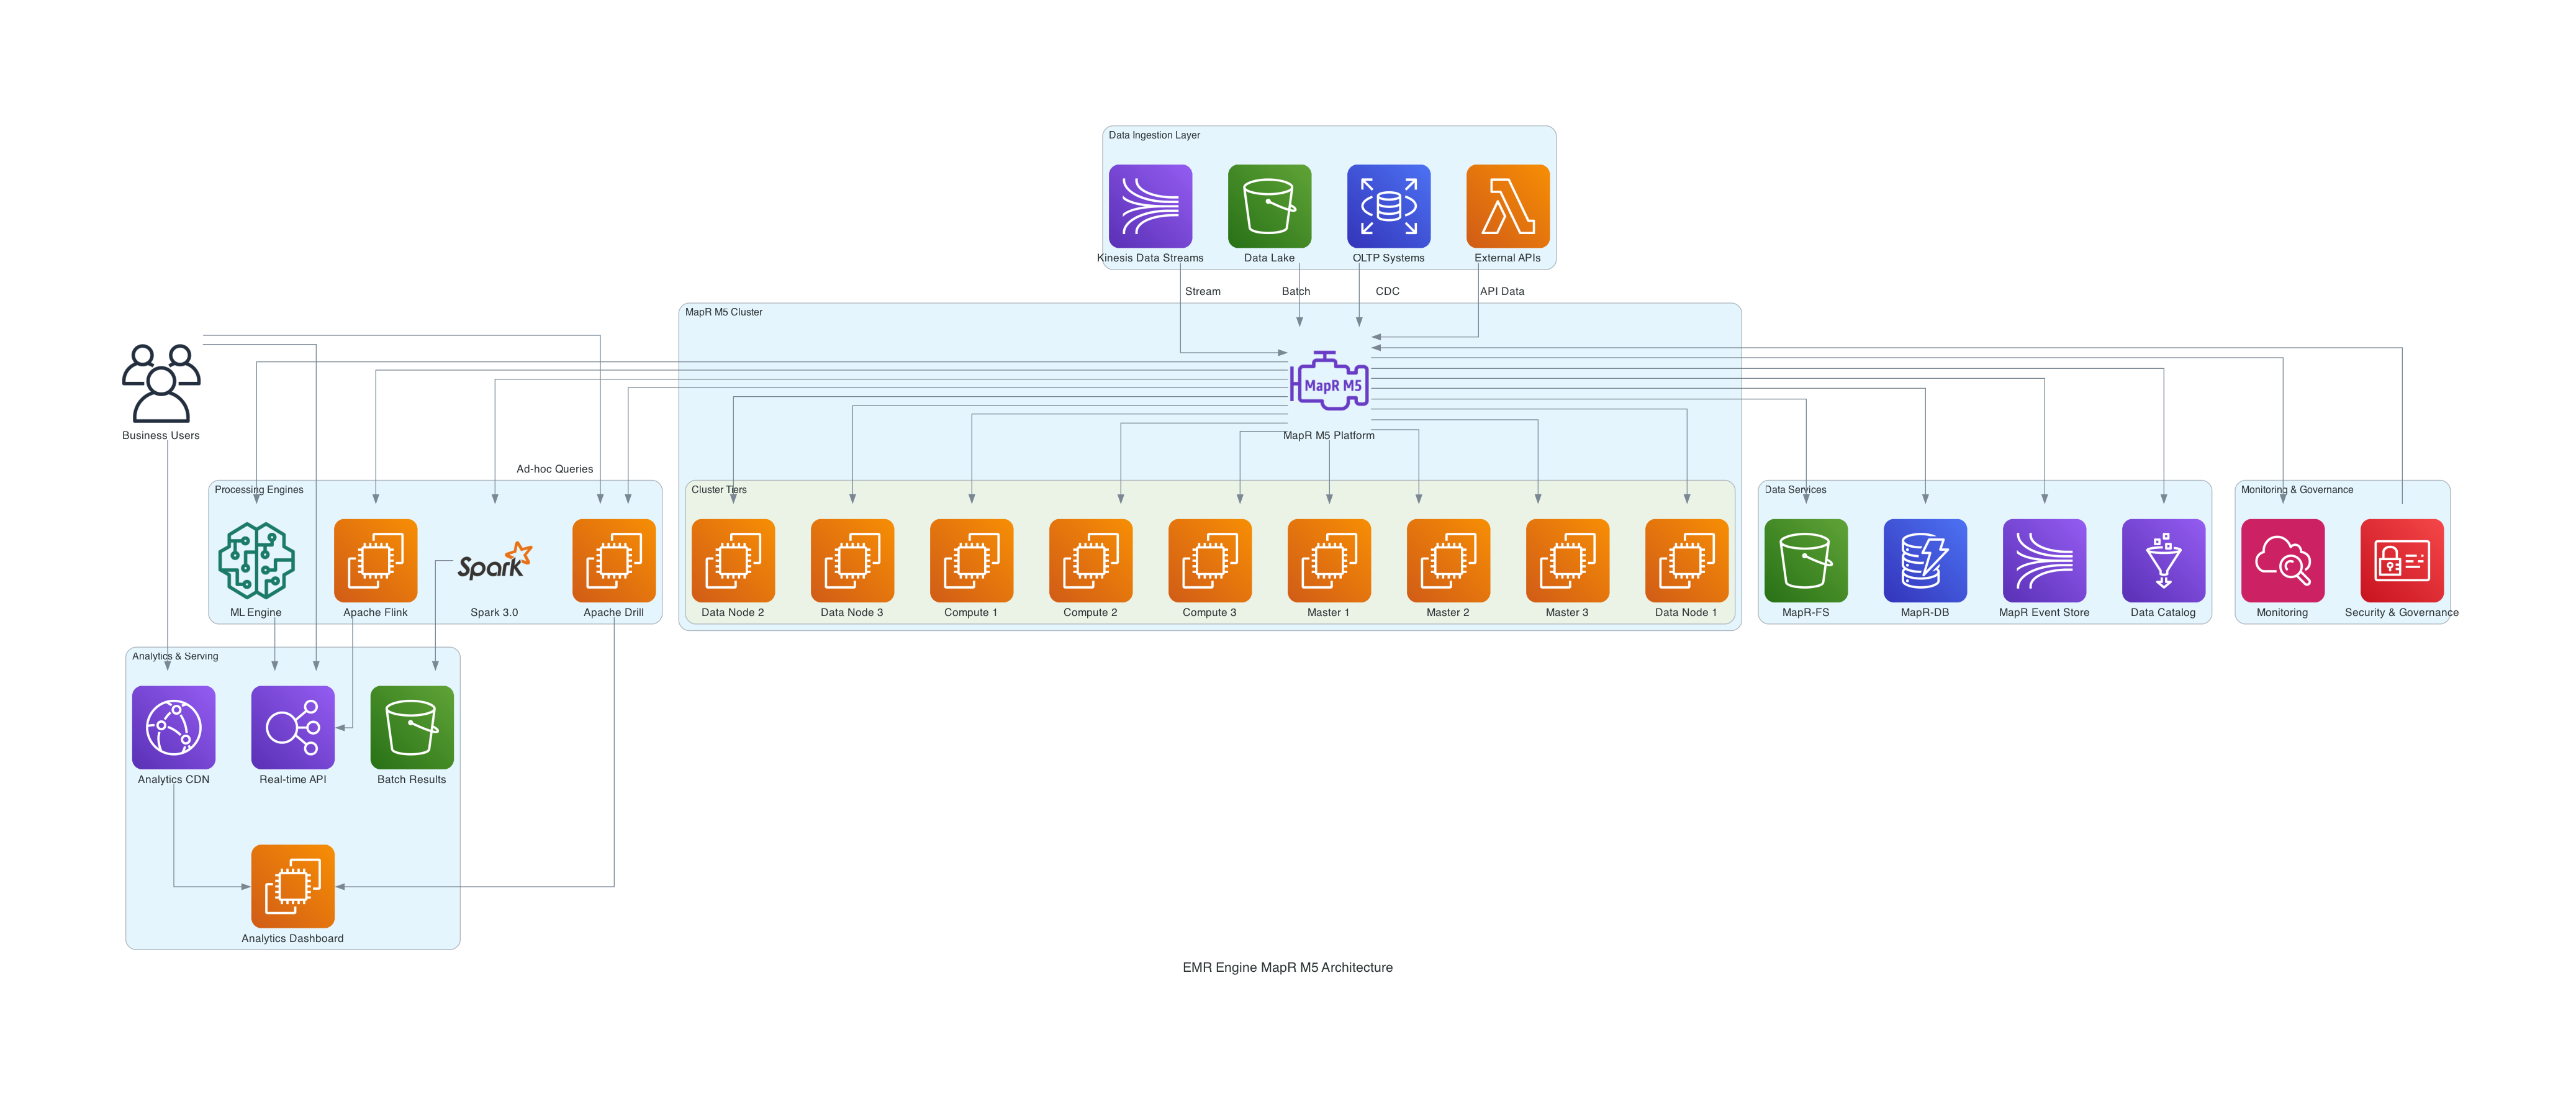 Data Ingestion Layer
Kinesis Data Streams
Data Lake
OLTP Systems
External APIs
Stream
Batch
CDC
API Data
MapR M5 Cluster
MapR M5
MapR M5 Platform
Business Users
Ad-hoc Queries
Processing Engines
ML Engine
Apache Flink
Spark
Spark 3.0
Apache Drill
Cluster Tiers
Data Node 2
Data Node 3
Compute 1
Compute 2
Compute 3
Master 1
Master 2
Master 3
Data Node 1
Data Services
MapR-FS
MapR-DB
MapR Event Store
Data Catalog
Monitoring & Governance
Monitoring
Security & Governance
Analytics & Serving
Analytics CDN
Real-time API
Batch Results
Analytics Dashboard
EMR Engine MapR M5 Architecture